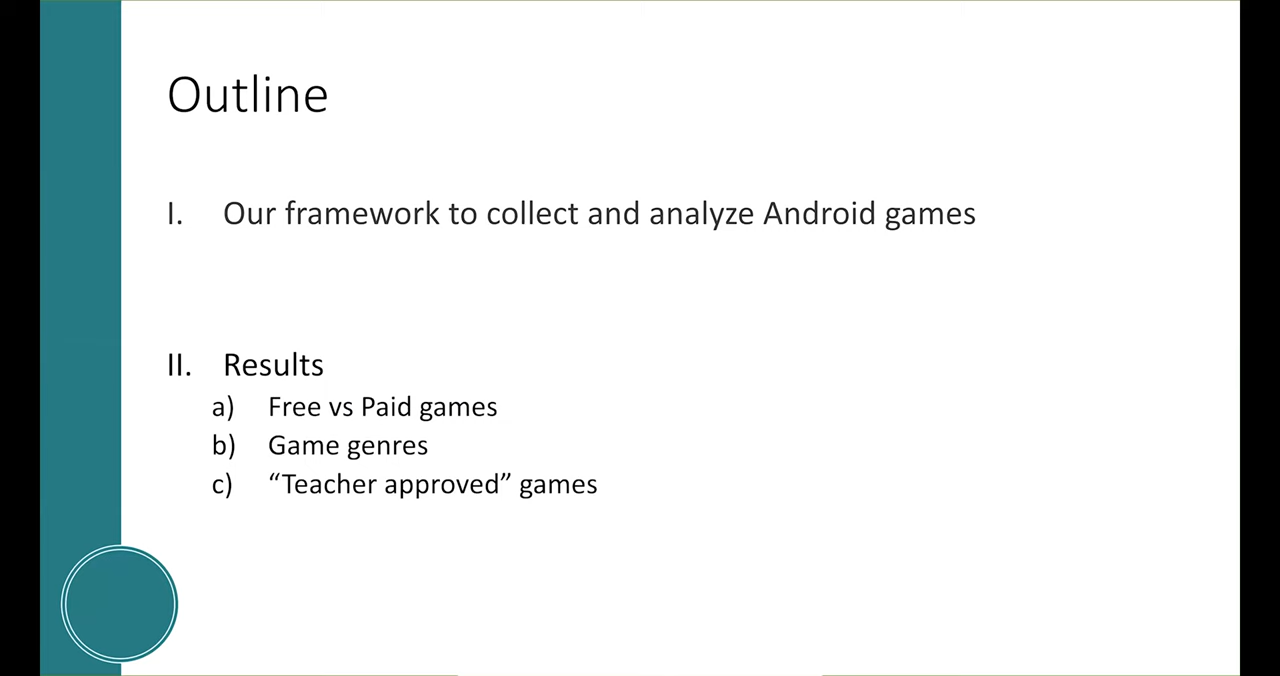 Outline
I. Our framework to collect and analyze Android games
II. Results
a) Free vs Paid games
b) Game genres
c) “Teacher approved” games